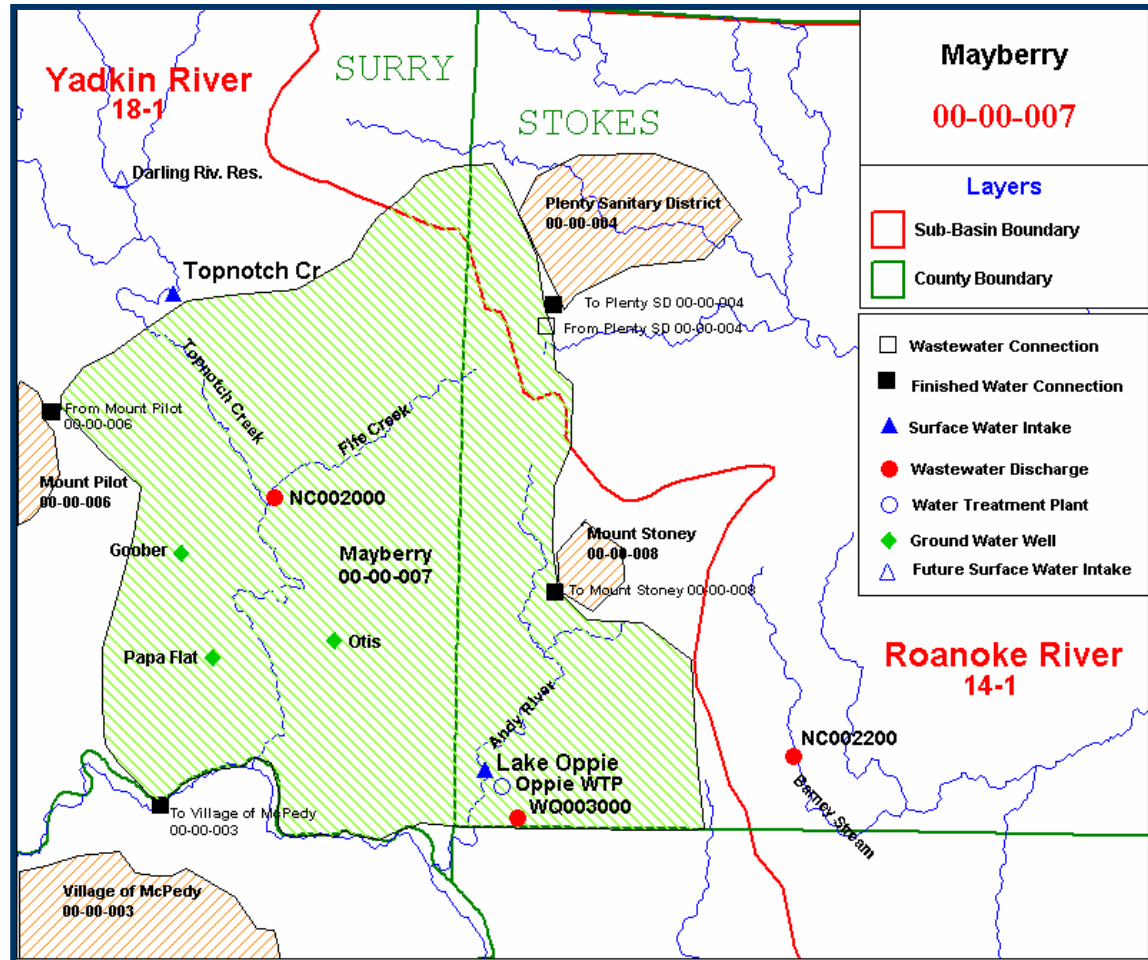 Yadkin River
18-1
SURRY
STOKES
Mayberry
00-00-007
Layers
Sub-Basin Boundary
County Boundary
Wastewater Connection
Finished Water Connection
Surface Water Intake
Wastewater Discharge
Water Treatment Plant
Ground Water Well
Future Surface Water Intake
Darling Riv. Res.
Plenty Sanitary District
00-00-004
Topnotch Cr
To Plenty SD 00-00-004
From Plenty SD 00-00-004
Topnotch Creek
Fife Creek
From Mount Pilot
00-00-006
Mount Pilot
00-00-006
NC002000
Goober
Mayberry
00-00-007
Mount Stoney
00-00-008
To Mount Stoney 00-00-008
Otis
Papa Flat
Roanoke River
14-1
Andy River
NC002200
Lake Oppie
Oppie WTP
WQ003000
Barney Stream
To Village of McPedy
00-00-003
Village of McPedy
00-00-003